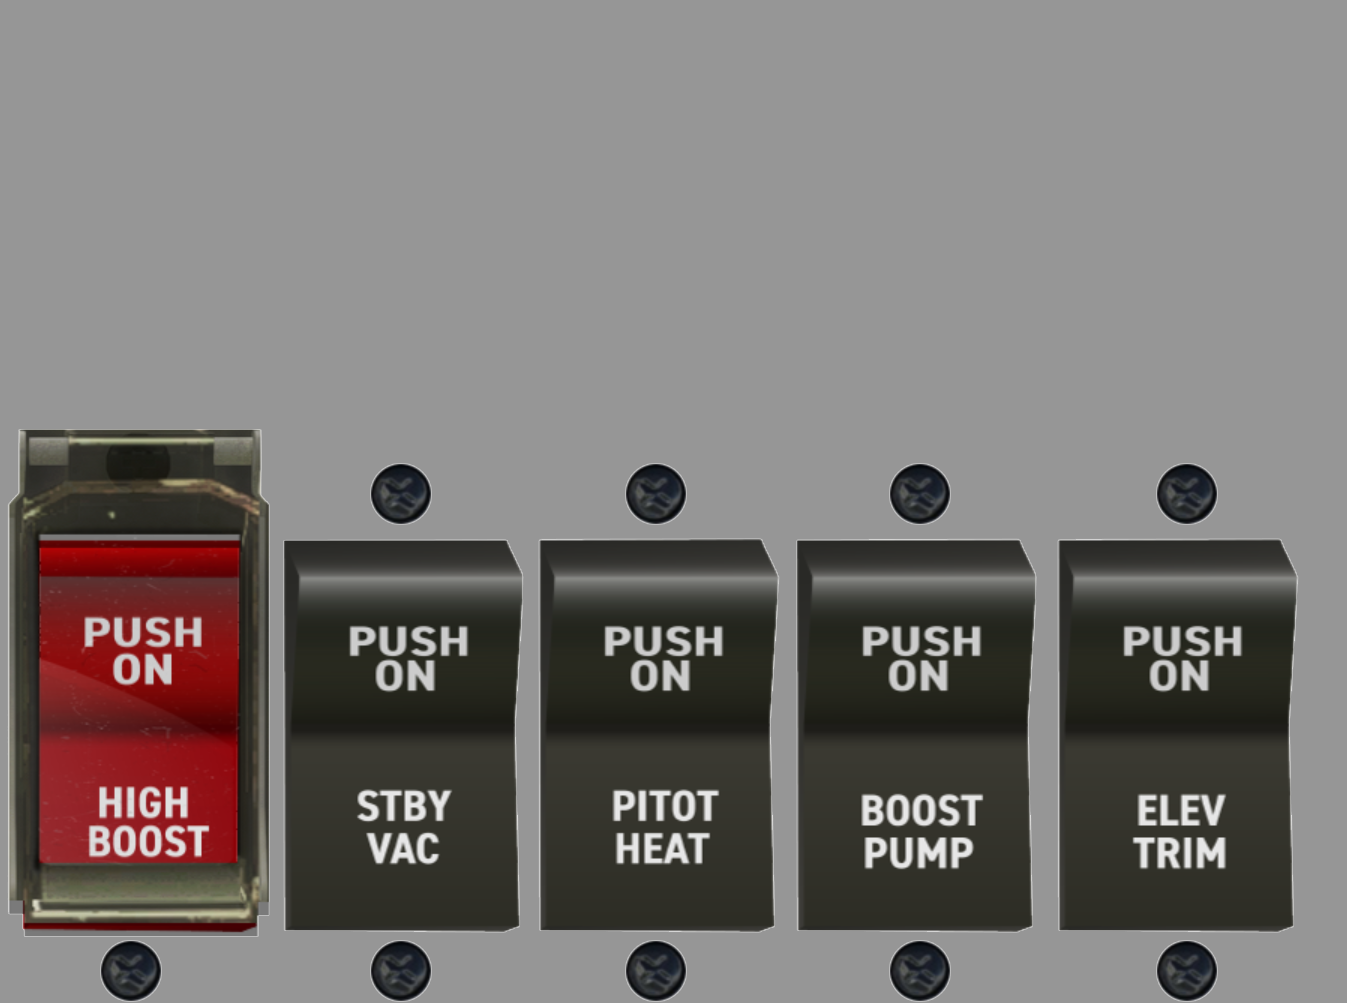 PUSH
ON
HIGH
BOOST
PUSH
ON
STBY
VAC
PUSH
ON
PITOT
HEAT
PUSH
ON
BOOST
PUMP
PUSH
ON
ELEV
TRIM